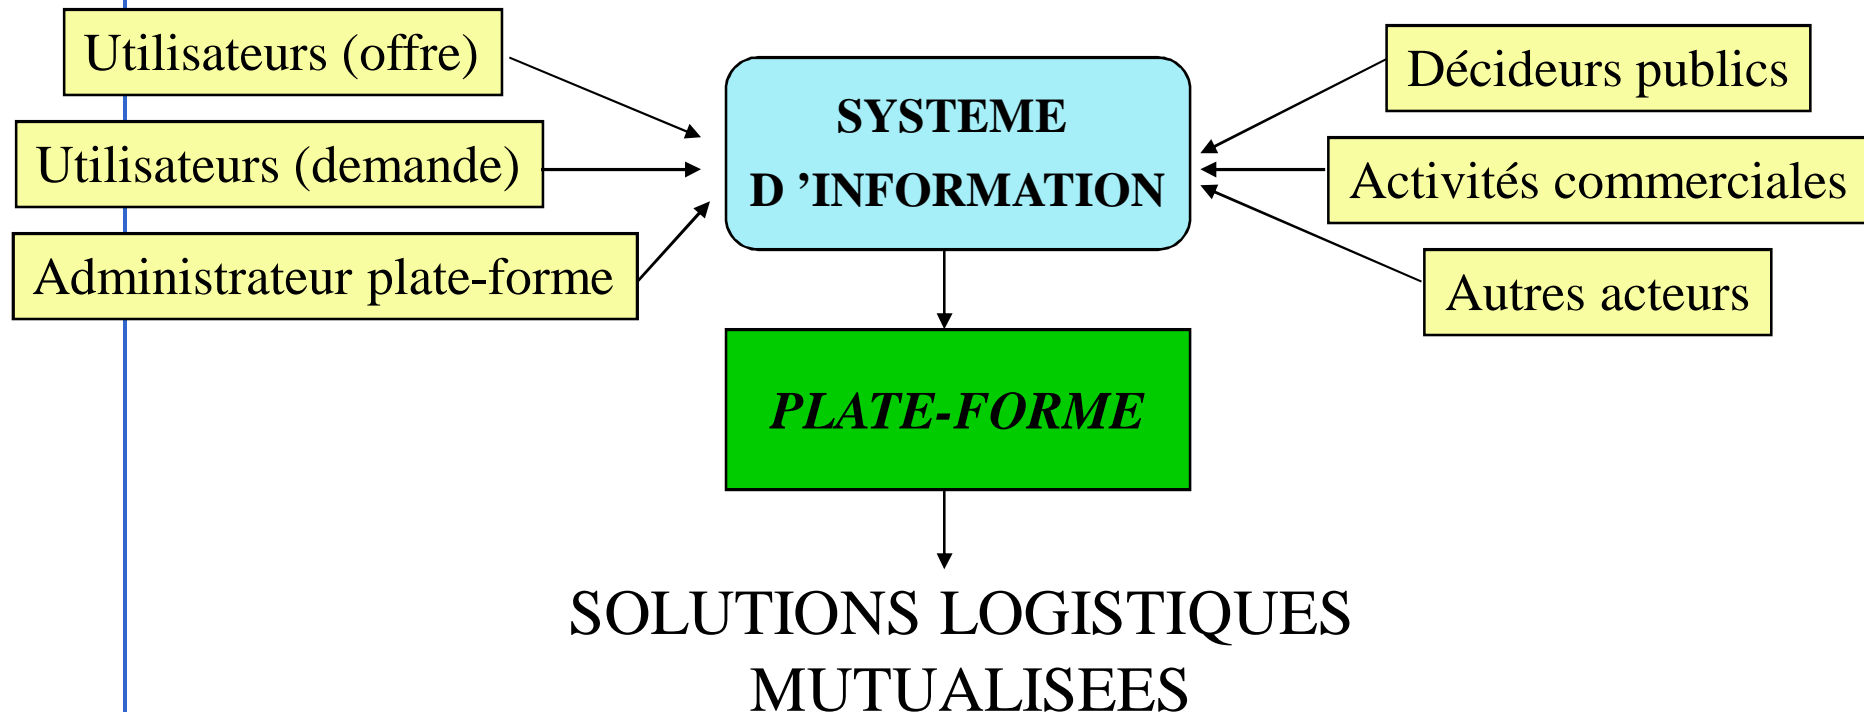 Utilisateurs (offre)
Utilisateurs (demande)
Administrateur plate-forme
SYSTEME
D ’INFORMATION
Décideurs publics
Activités commerciales
Autres acteurs
PLATE-FORME
SOLUTIONS LOGISTIQUES
MUTUALISEES